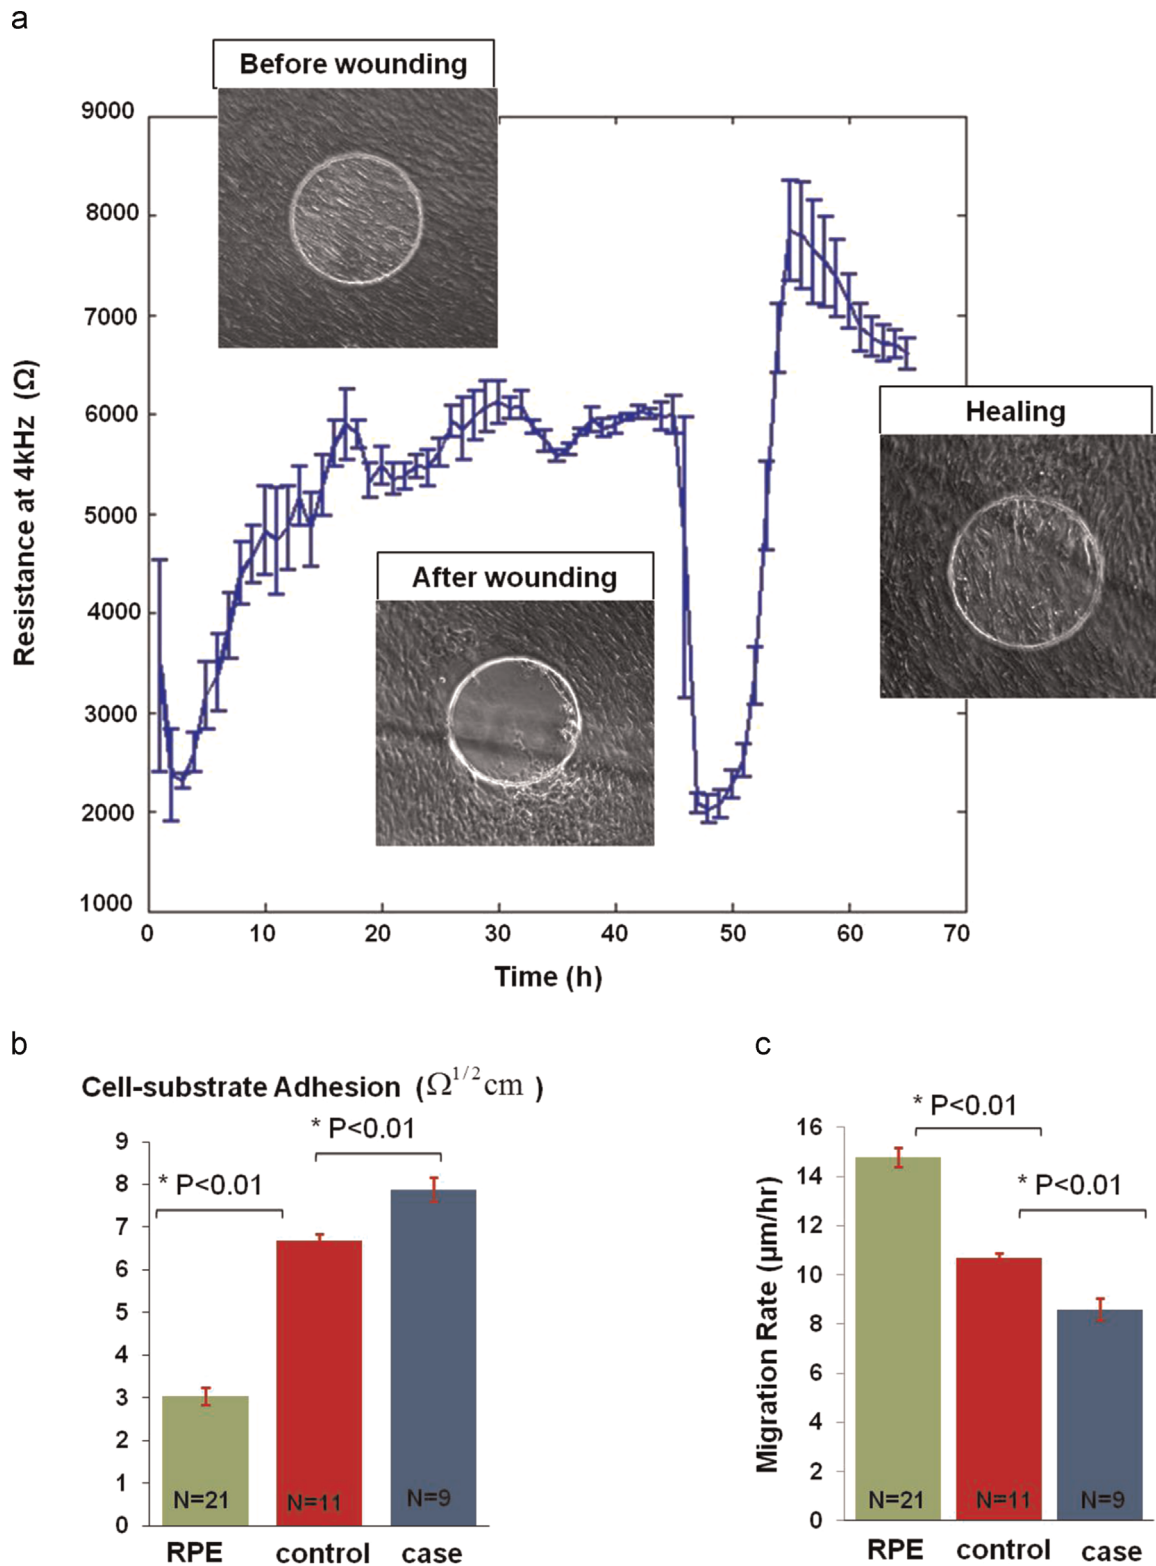 a
Before wounding
9000
8000
7000
6000
5000
4000
3000
2000
1000
Resistance at 4kHz (Ω)
Healing
After wounding
0 10 20 30 40 50 60 70
Time (h)
b
Cell-substrate Adhesion (Ω^1/2 cm )
* P<0.01
* P<0.01
9
8
7
6
5
4
3
2
1
0
N=21 N=11 N=9
RPE control case
c
* P<0.01
* P<0.01
Migration Rate (μm/hr)
16
14
12
10
8
6
4
2
0
N=21 N=11 N=9
RPE control case